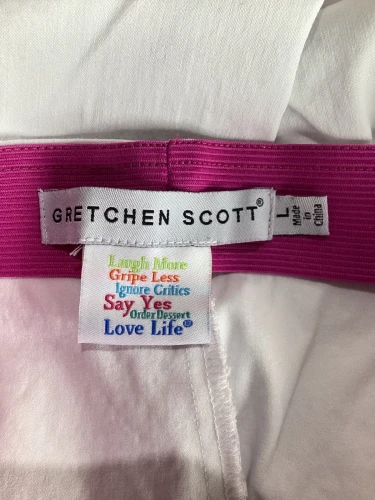 GRETCHEN SCOTT®
L
Made
in
China
Laugh More
Gripe Less
Ignore Critics
Say Yes
Order Dessert
Love Life®